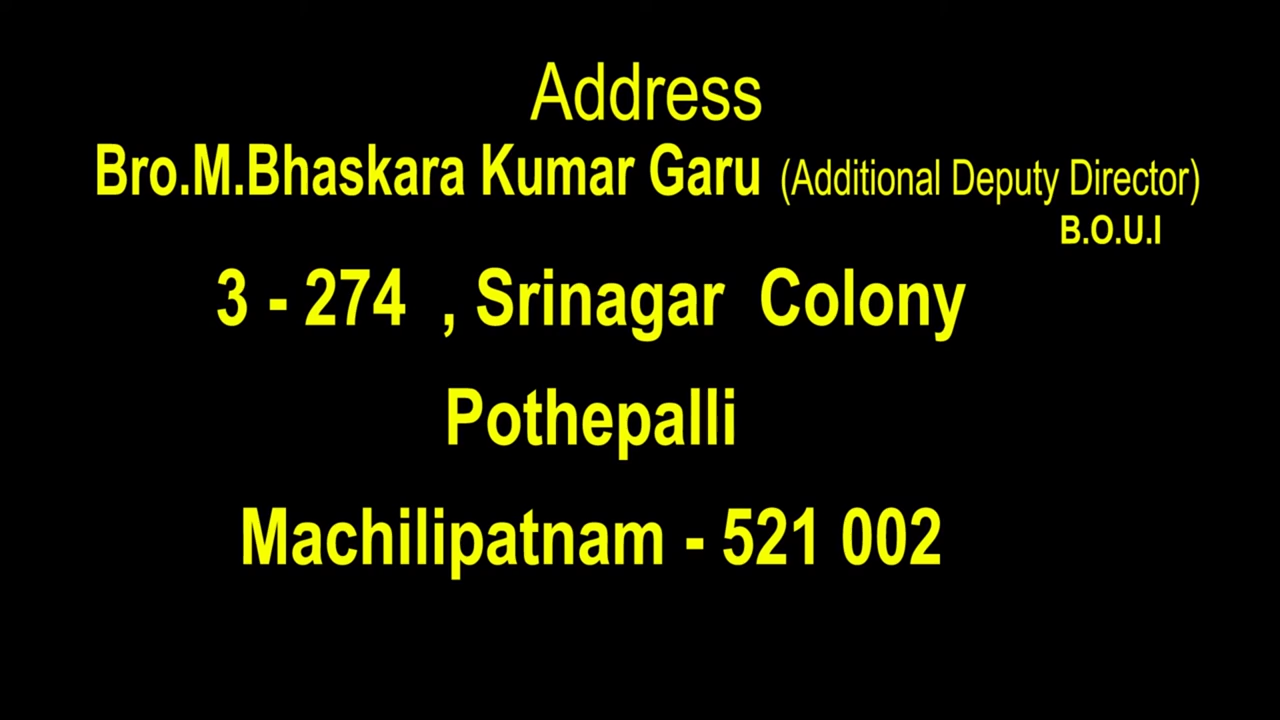 Address
Bro.M.Bhaskara Kumar Garu (Additional Deputy Director)
B.O.U.I
3 - 274 , Srinagar Colony
Pothepalli
Machilipatnam - 521 002